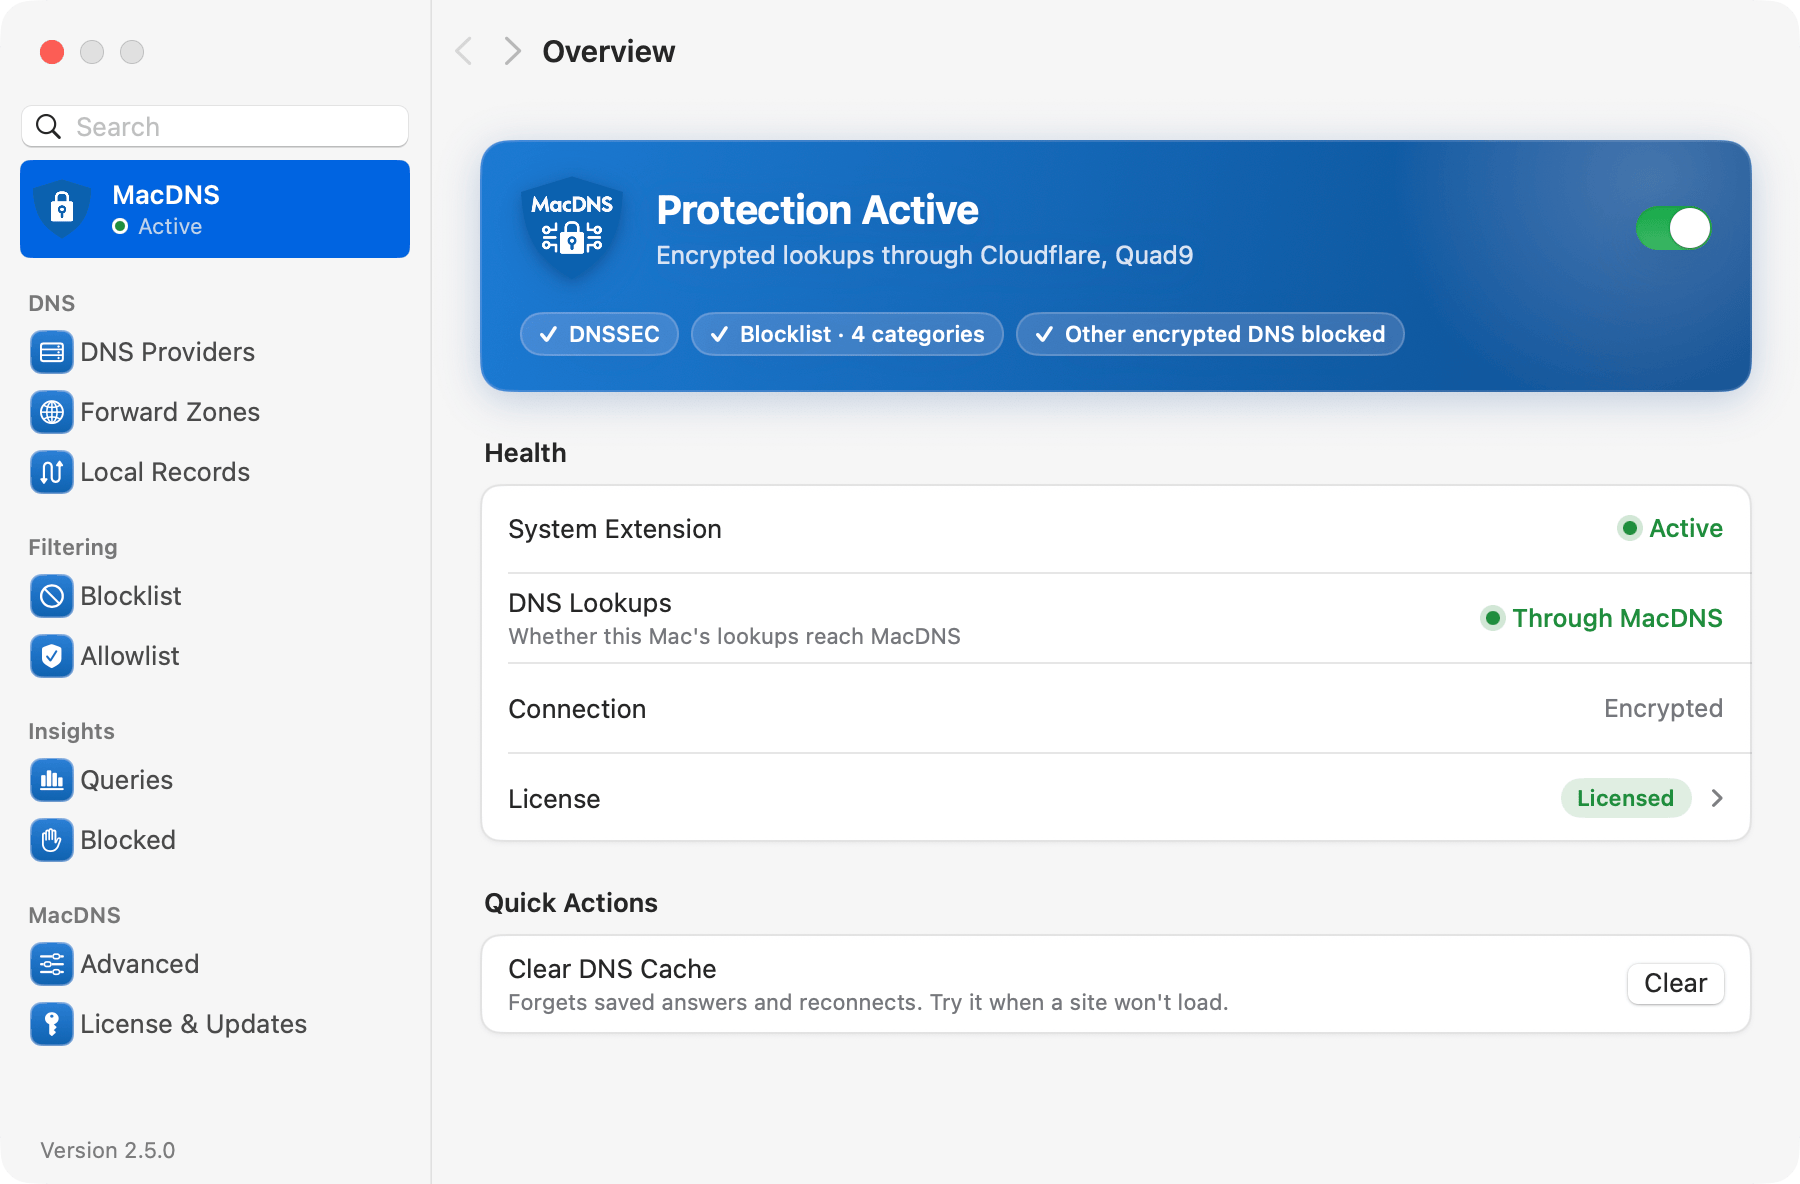 Overview
Search
MacDNS
Active
DNS
DNS Providers
Forward Zones
Local Records
Filtering
Blocklist
Allowlist
Insights
Queries
Blocked
MacDNS
Advanced
License & Updates
Version 2.5.0
MacDNS
Protection Active
Encrypted lookups through Cloudflare, Quad9
DNSSEC
Blocklist · 4 categories
Other encrypted DNS blocked
Health
System Extension
Active
DNS Lookups
Whether this Mac's lookups reach MacDNS
Through MacDNS
Connection
Encrypted
License
Licensed
Quick Actions
Clear DNS Cache
Forgets saved answers and reconnects. Try it when a site won't load.
Clear